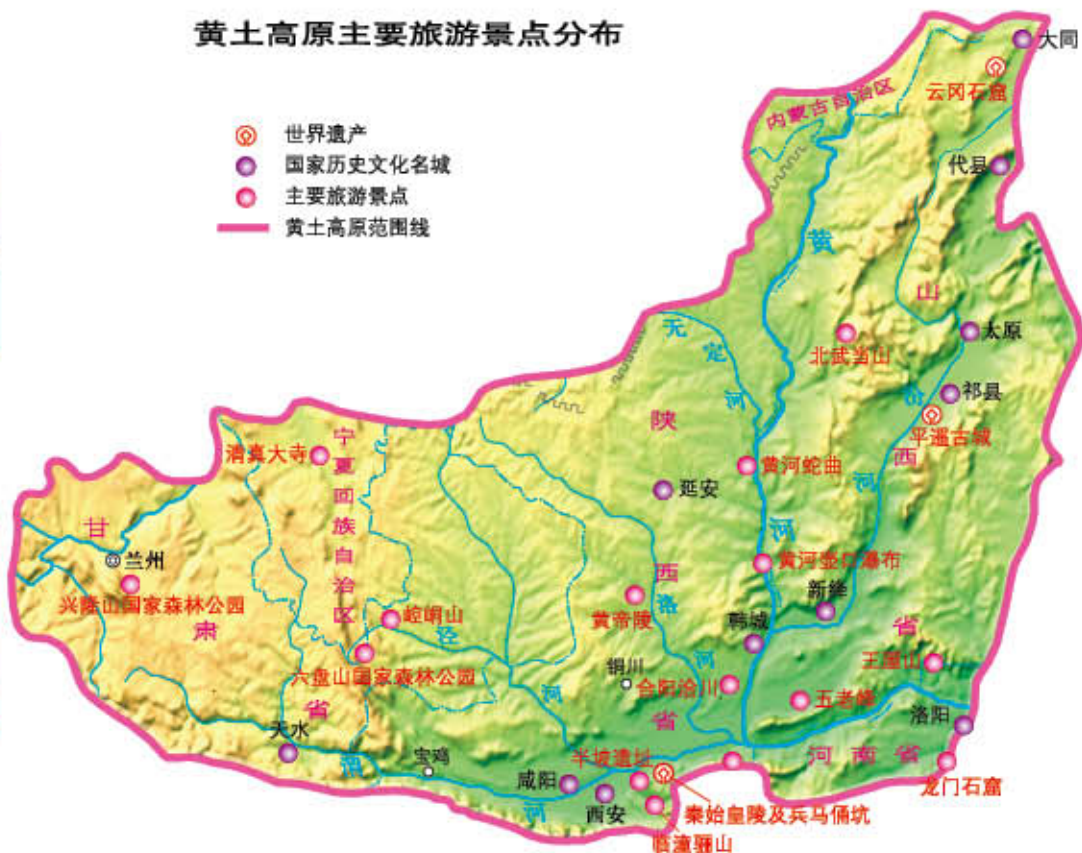 黄土高原主要旅游景点分布
世界遗产
国家历史文化名城
主要旅游景点
黄土高原范围线
大同
云冈石窟
内蒙古自治区
代县
黄
山
无定河
北武当山
太原
汾
祁县
平遥古城
西
陕
清真大寺
宁夏回族自治区
黄河蛇曲
延安
河
河
甘
兰州
兴隆山国家森林公园
肃
崆峒山
泾
河
六盘山国家森林公园
省
黄河壶口瀑布
西
洛
河
新绛
黄帝陵
韩城
省
王屋山
铜川
合阳洽川
五老峰
省
洛阳
天水
渭
河
宝鸡
半坡遗址
河南省
龙门石窟
咸阳
西安
秦始皇陵及兵马俑坑
临潼骊山